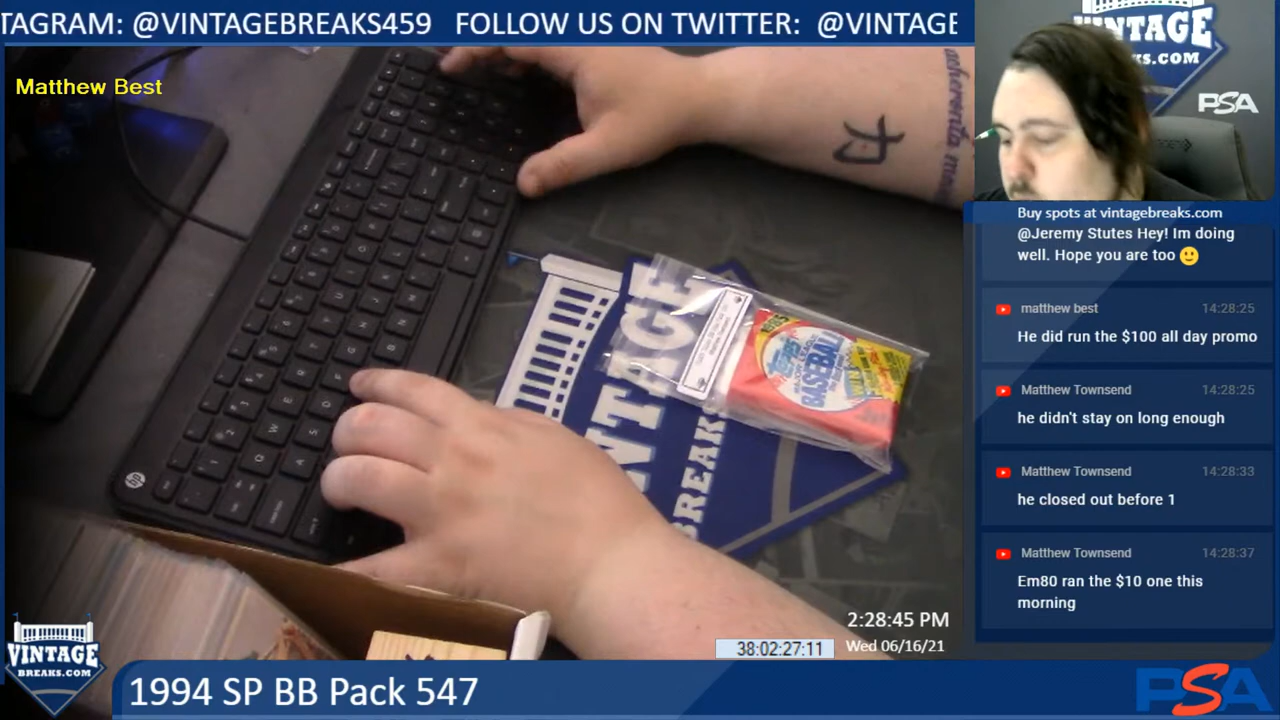 TAGRAM: @VINTAGEBREAKS459 FOLLOW US ON TWITTER: @VINTAGE
Matthew Best
VINTAGE
KS.COM
PSA
Buy spots at vintagebreaks.com
@Jeremy Stutes Hey! Im doing
well. Hope you are too 🙂
matthew best 14:28:25
He did run the $100 all day promo
Matthew Townsend 14:28:25
he didn't stay on long enough
Matthew Townsend 14:28:33
he closed out before 1
Matthew Townsend 14:28:37
Em80 ran the $10 one this
morning
力
NTAGE
BREAKS
Topps
BASEBALL
hp
2:28:45 PM
38:02:27:11 Wed 06/16/21
VINTAGE
BREAKS.COM
1994 SP BB Pack 547
PSA